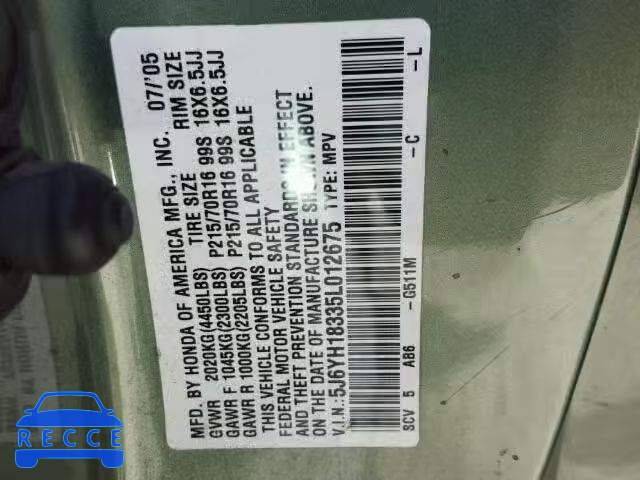 MFD. BY HONDA OF AMERICA MFG., INC. 07/'05
TIRE SIZE RIM SIZE
GVWR 2020KG(4450LBS)
GAWR F 1045KG(2300LBS) P215/70R16 99S 16X6.5JJ
GAWR R 1000KG(2205LBS) P215/70R16 99S 16X6.5JJ
THIS VEHICLE CONFORMS TO ALL APPLICABLE
FEDERAL MOTOR VEHICLE SAFETY
AND THEFT PREVENTION STANDARDS IN EFFECT
ON THE DATE OF MANUFACTURE SHOWN ABOVE.
V.I.N.: 5J6YH18335L012675 TYPE: MPV
SCV 5 A86 -G511M -C -L
RECCE